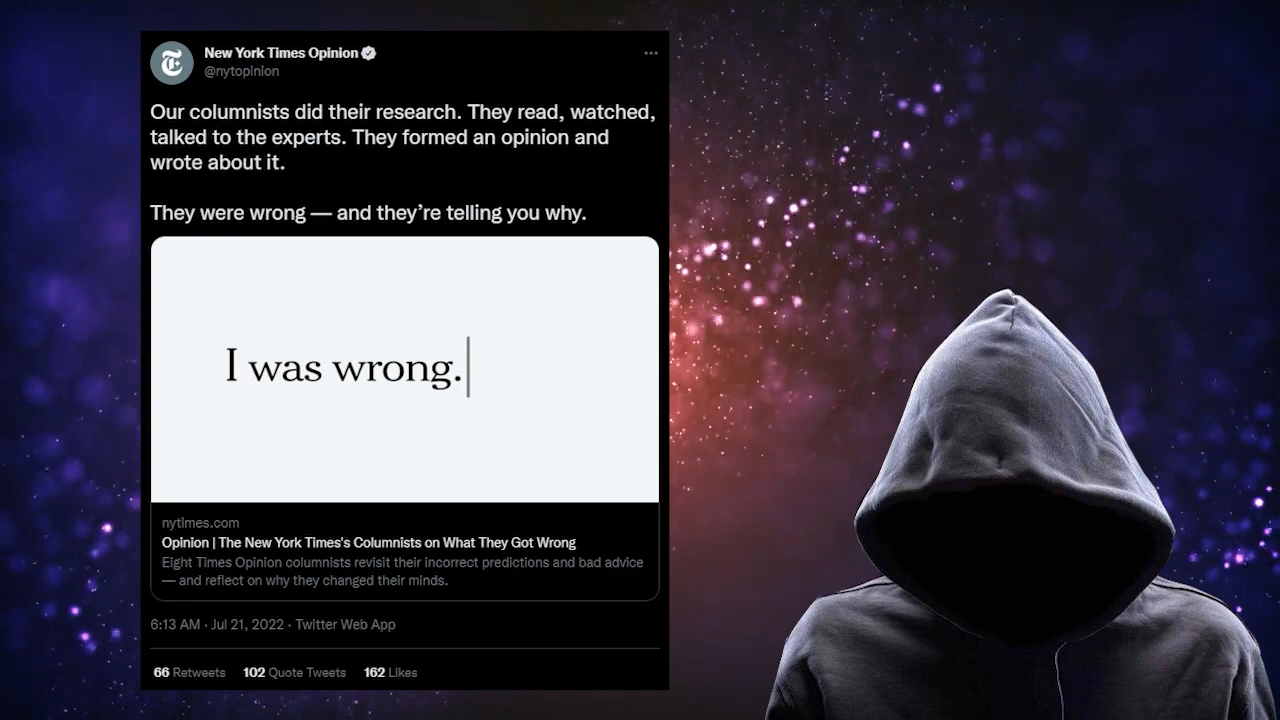 New York Times Opinion
@nytopinion
Our columnists did their research. They read, watched,
talked to the experts. They formed an opinion and
wrote about it.
They were wrong — and they’re telling you why.
I was wrong.
nytimes.com
Opinion | The New York Times's Columnists on What They Got Wrong
Eight Times Opinion columnists revisit their incorrect predictions and bad advice
— and reflect on why they changed their minds.
6:13 AM · Jul 21, 2022 · Twitter Web App
66 Retweets 102 Quote Tweets 162 Likes